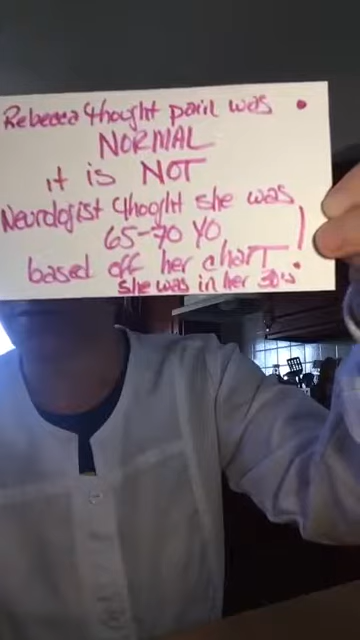 Rebecca thought pain was
NORMAL
it is NOT
Neurologist thoght she was
65-70 YO
based off her chart
she was in her 30's